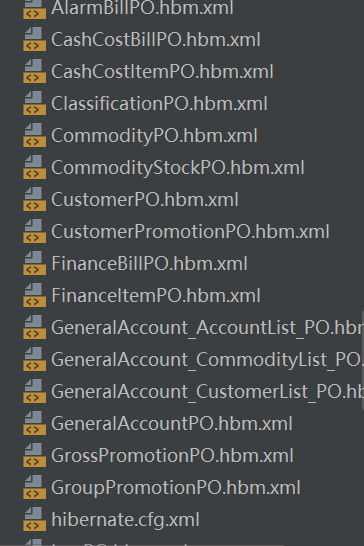 AlarmBillPO.hbm.xml
CashCostBillPO.hbm.xml
CashCostItemPO.hbm.xml
ClassificationPO.hbm.xml
CommodityPO.hbm.xml
CommodityStockPO.hbm.xml
CustomerPO.hbm.xml
CustomerPromotionPO.hbm.xml
FinanceBillPO.hbm.xml
FinanceItemPO.hbm.xml
GeneralAccount_AccountList_PO.hbr
GeneralAccount_CommodityList_PO.
GeneralAccount_CustomerList_PO.hb
GeneralAccountPO.hbm.xml
GrossPromotionPO.hbm.xml
GroupPromotionPO.hbm.xml
hibernate.cfg.xml